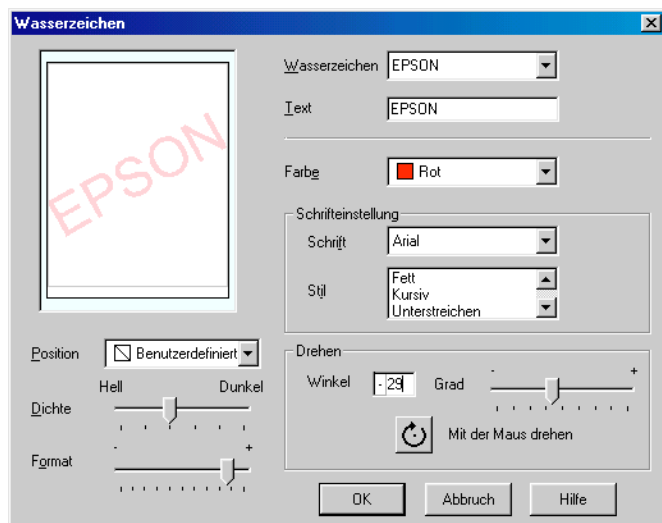 Wasserzeichen
EPSON
Wasserzeichen EPSON
Text EPSON
Farbe Rot
Schrifteinstellung
Schrift Arial
Stil
Fett
Kursiv
Unterstreichen
Position Benutzerdefiniert
Hell Dunkel
Dichte
Format - +
Drehen
Winkel -29 Grad - +
Mit der Maus drehen
OK Abbruch Hilfe